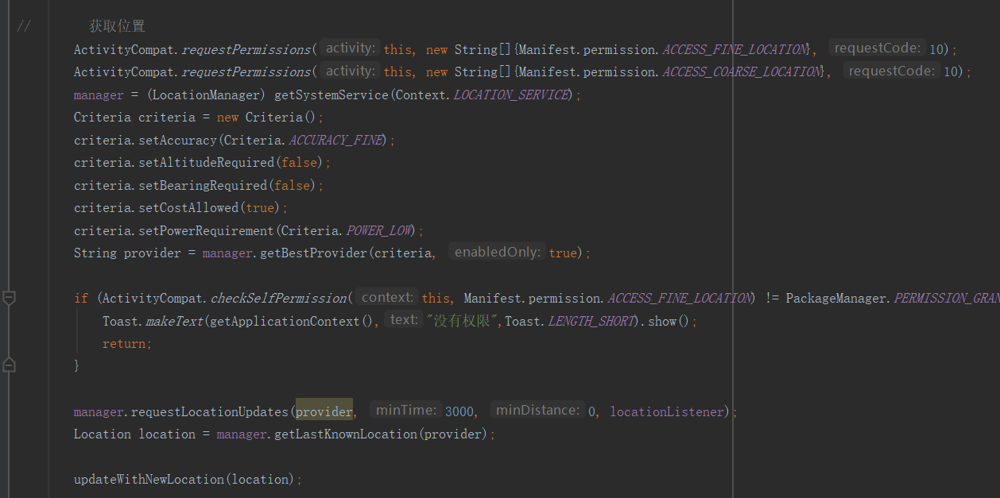 // 获取位置
ActivityCompat.requestPermissions( activity: this, new String[]{Manifest.permission.ACCESS_FINE_LOCATION}, requestCode: 10);
ActivityCompat.requestPermissions( activity: this, new String[]{Manifest.permission.ACCESS_COARSE_LOCATION}, requestCode: 10);
manager = (LocationManager) getSystemService(Context.LOCATION_SERVICE);
Criteria criteria = new Criteria();
criteria.setAccuracy(Criteria.ACCURACY_FINE);
criteria.setAltitudeRequired(false);
criteria.setBearingRequired(false);
criteria.setCostAllowed(true);
criteria.setPowerRequirement(Criteria.POWER_LOW);
String provider = manager.getBestProvider(criteria, enabledOnly: true);
if (ActivityCompat.checkSelfPermission( context: this, Manifest.permission.ACCESS_FINE_LOCATION) != PackageManager.PERMISSION_GRAN
Toast.makeText(getApplicationContext(), text: "没有权限",Toast.LENGTH_SHORT).show();
return;
}
manager.requestLocationUpdates(provider, minTime: 3000, minDistance: 0, locationListener);
Location location = manager.getLastKnownLocation(provider);
updateWithNewLocation(location);